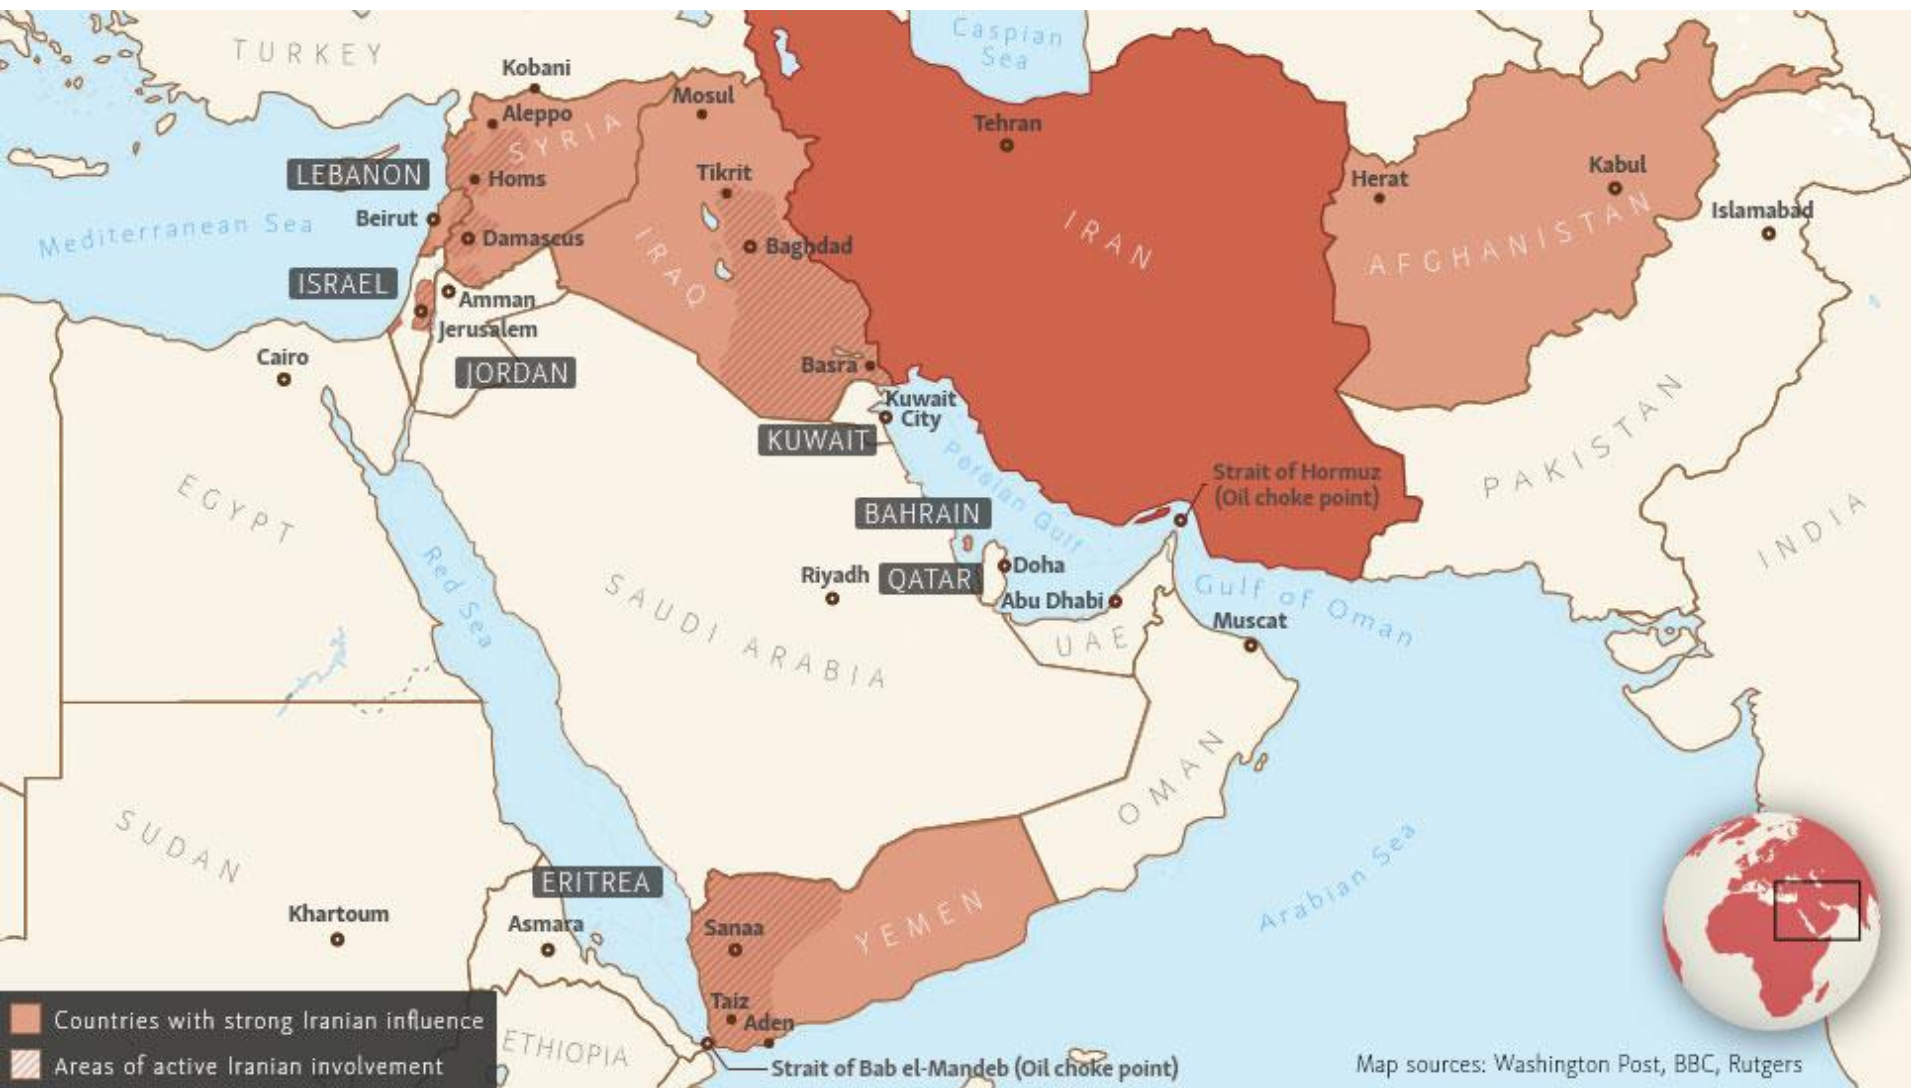 Caspian
Sea
TURKEY
Kobani
Mosul
Aleppo
SYRIA
Tehran
LEBANON
Homs
Tikrit
Herat
Kabul
Beirut
Mediterranean Sea
Damascus
IRAQ
Baghdad
IRAN
AFGHANISTAN
Islamabad
ISRAEL
Amman
Jerusalem
Cairo
JORDAN
Basra
Kuwait
City
KUWAIT
PAKISTAN
EGYPT
Persian Gulf
Strait of Hormuz
(Oil choke point)
INDIA
BAHRAIN
Red Sea
Riyadh
QATAR
Doha
Abu Dhabi
Gulf of Oman
Muscat
SAUDI ARABIA
UAE
OMAN
SUDAN
Arabian Sea
ERITREA
Khartoum
Asmara
Sanaa
YEMEN
Taiz
Aden
Countries with strong Iranian influence
Areas of active Iranian involvement
ETHIOPIA
Strait of Bab el-Mandeb (Oil choke point)
Map sources: Washington Post, BBC, Rutgers